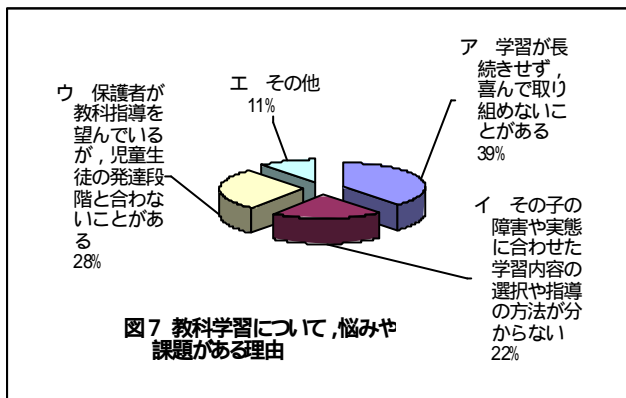 ア 学習が長
続きせず，
喜んで取り
組めないこ
とがある
39%
イ その子の
障害や実態
に合わせた
学習内容の
選択や指導
の方法が分
からない
22%
ウ 保護者が
教科指導を
望んでいる
が，児童生
徒の発達段
階と合わな
いことがあ
る
28%
エ その他
11%
図7 教科学習について，悩みや
課題がある理由